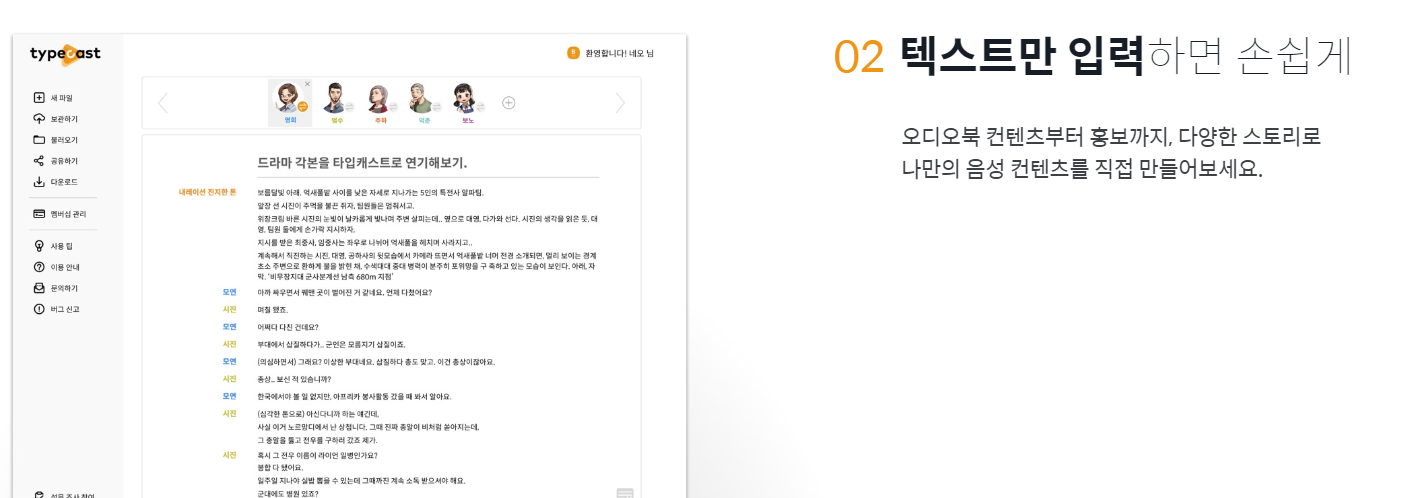 typecast
8 환영합니다! 네오 님
새 파일
보관하기
불러오기
공유하기
다운로드
멤버십 관리
사용 팁
이용 안내
문의하기
버그 신고
명희 범수 주하 덕춘 보노
드라마 각본을 타입캐스트로 연기해보기.
내레이션 진지한 톤 보름달빛 아래, 억새풀밭 사이를 낮은 자세로 지나가는 5인의 특전사 알파팀.
앞장 선 시진이 주먹을 불끈 쥐자, 팀원들은 멈춰서고.
위장크림 바른 시진의 눈빛이 날카롭게 빛나며 주변 살피는데.. 옆으로 대영, 다가와 선다. 시진의 생각을 읽은 듯, 대
영, 팀원 둘에게 손가락 지시하자,
지시를 받은 최중사, 임중사는 좌우로 나뉘어 억새풀을 헤치며 사라지고..
계속해서 직진하는 시진, 대영, 공하사의 뒷모습에서 카메라 뜨면서 억새풀밭 너머 전경 소개되면, 멀리 보이는 경계
초소 주변으로 환하게 불을 밝힌 채, 수색대대 중대 병력이 분주히 포위망을 구 축하고 있는 모습이 보인다. 아래, 자
막. '비무장지대 군사분계선 남측 680m 지점'
모연 아까 싸우면서 꿰맨 곳이 벌어진 거 같네요. 언제 다쳤어요?
시진 며칠 됐죠.
모연 어쩌다 다친 건데요?
시진 부대에서 삽질하다가.. 군인은 모름지기 삽질이죠.
모연 (의심하면서) 그래요? 이상한 부대네요. 삽질하다 총도 맞고. 이건 총상이잖아요.
시진 총상.. 보신 적 있습니까?
모연 한국에서야 볼 일 없지만, 아프리카 봉사활동 갔을 때 봐서 알아요.
시진 (심각한 톤으로) 아신다니까 하는 얘긴데,
사실 이거 노르망디에서 난 상첩니다. 그때 진짜 총알이 비처럼 쏟아지는데,
그 총알을 뚫고 전우를 구하러 갔죠 제가.
시진 혹시 그 전우 이름이 라이언 일병인가요?
봉합 다 됐어요.
일주일 지나야 실밥 뽑을 수 있는데 그때까진 계속 소독 받으셔야 해요.
군대에도 병원 있죠?
설문 조사 참여
02 텍스트만 입력하면 손쉽게
오디오북 컨텐츠부터 홍보까지, 다양한 스토리로
나만의 음성 컨텐츠를 직접 만들어보세요.